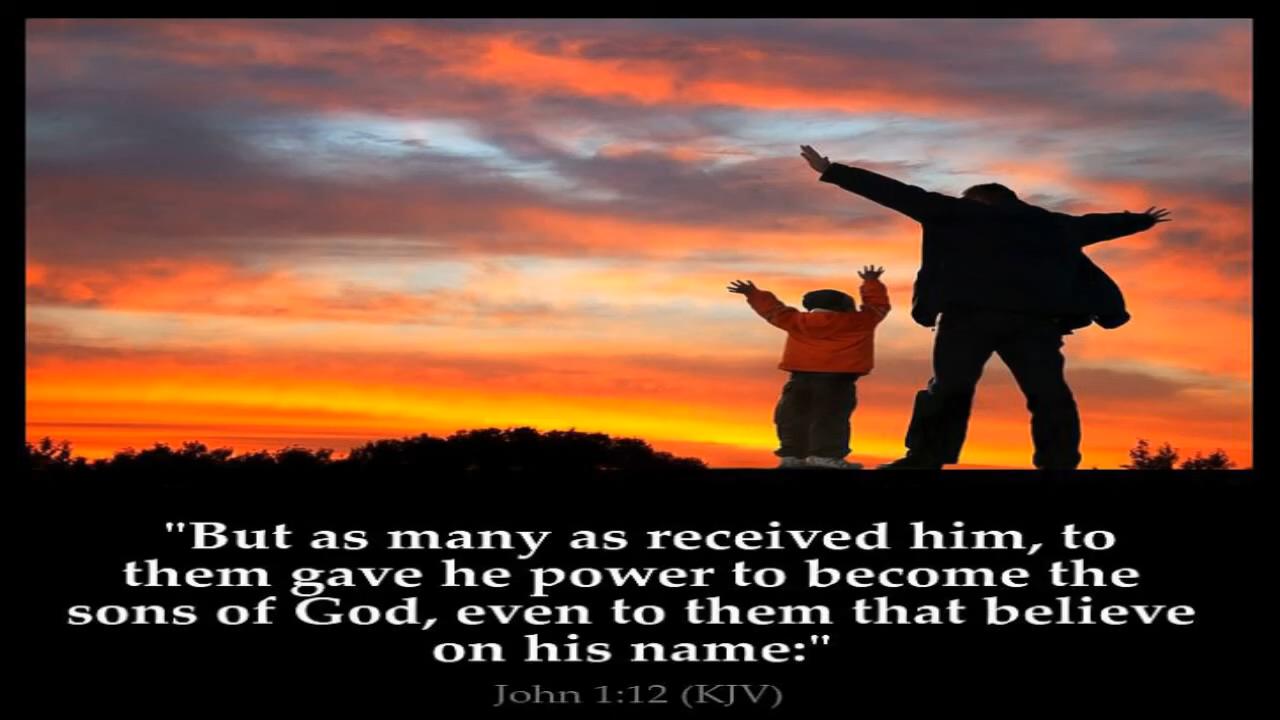 "But as many as received him, to
them gave he power to become the
sons of God, even to them that believe
on his name:"
John 1:12 (KJV)